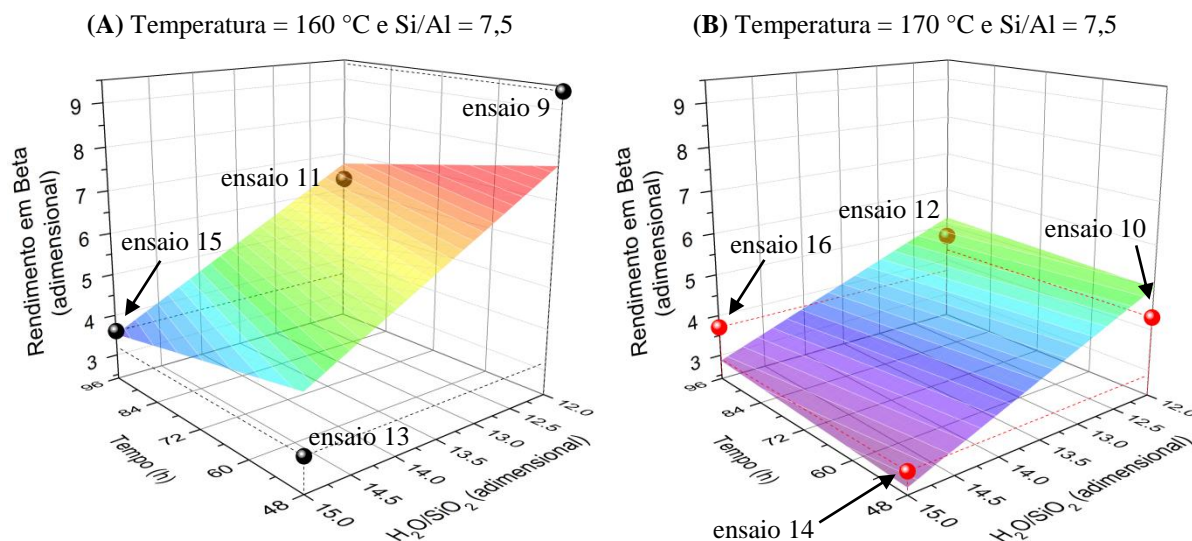 (A) Temperatura = 160 °C e Si/Al = 7,5
9
8
7
6
5
4
3
Rendimento em Beta
(adimensional)
ensaio 9
ensaio 11
ensaio 15
ensaio 13
96
84
72
60
48
Tempo (h)
15.0
14.5
14.0
13.5
13.0
12.5
12.0
H₂O/SiO₂ (adimensional)
(B) Temperatura = 170 °C e Si/Al = 7,5
9
8
7
6
5
4
3
Rendimento em Beta
(adimensional)
ensaio 12
ensaio 10
ensaio 16
ensaio 14
96
84
72
60
48
Tempo (h)
15.0
14.5
14.0
13.5
13.0
12.5
12.0
H₂O/SiO₂ (adimensional)